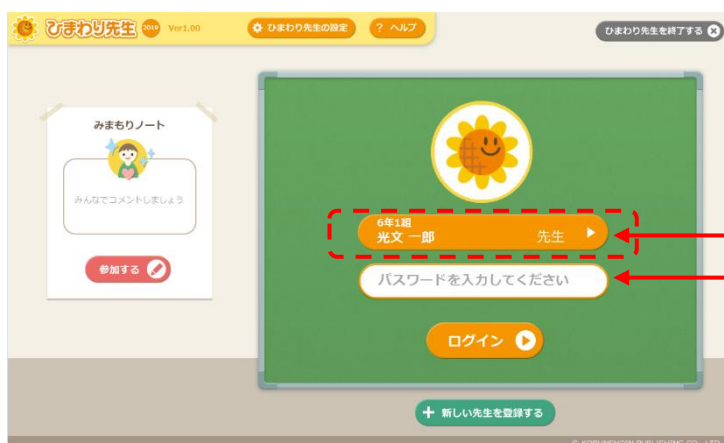 ひまわり先生 2019 Ver1.00
ひまわり先生の設定
? ヘルプ
ひまわり先生を終了する
みまもりノート
みんなでコメントしましょう
参加する
6年1組
光文 一郎 先生
パスワードを入力してください
ログイン
+ 新しい先生を登録する